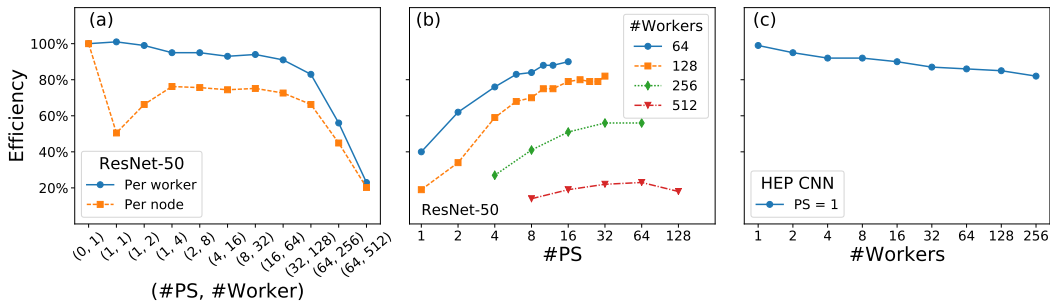 (a)
Efficiency
100%
80%
60%
40%
20%
ResNet-50
Per worker
Per node
(0, 1)
(1, 1)
(1, 2)
(1, 4)
(2, 8)
(4, 16)
(8, 32)
(16, 64)
(32, 128)
(64, 256)
(64, 512)
(#PS, #Worker)
(b)
#Workers
64
128
256
512
ResNet-50
1 2 4 8 16 32 64 128
#PS
(c)
HEP CNN
PS = 1
1 2 4 8 16 32 64 128 256
#Workers